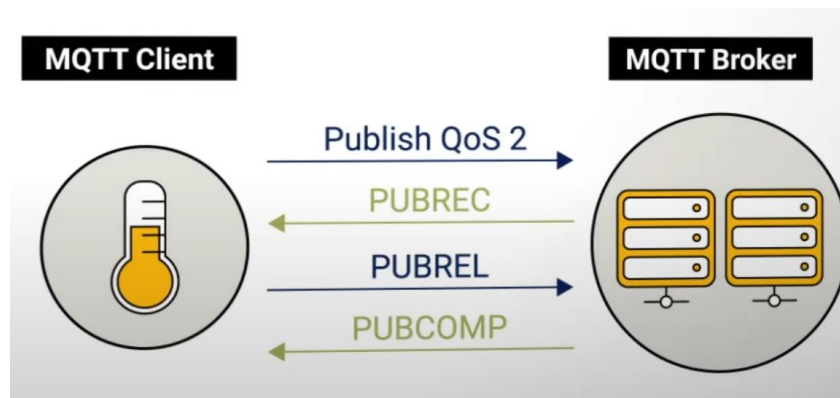 MQTT Client
MQTT Broker
Publish QoS 2
PUBREC
PUBREL
PUBCOMP